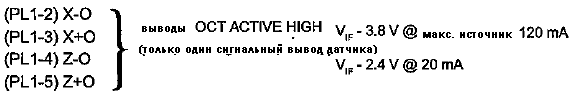 (PL1-2) X-O
(PL1-3) X+O
(PL1-4) Z-O
(PL1-5) Z+O
выводы OCT ACTIVE HIGH V_IF - 3.8 V @ макс. источник 120 mA
(только один сигнальный вывод датчика)
V_IF - 2.4 V @ 20 mA